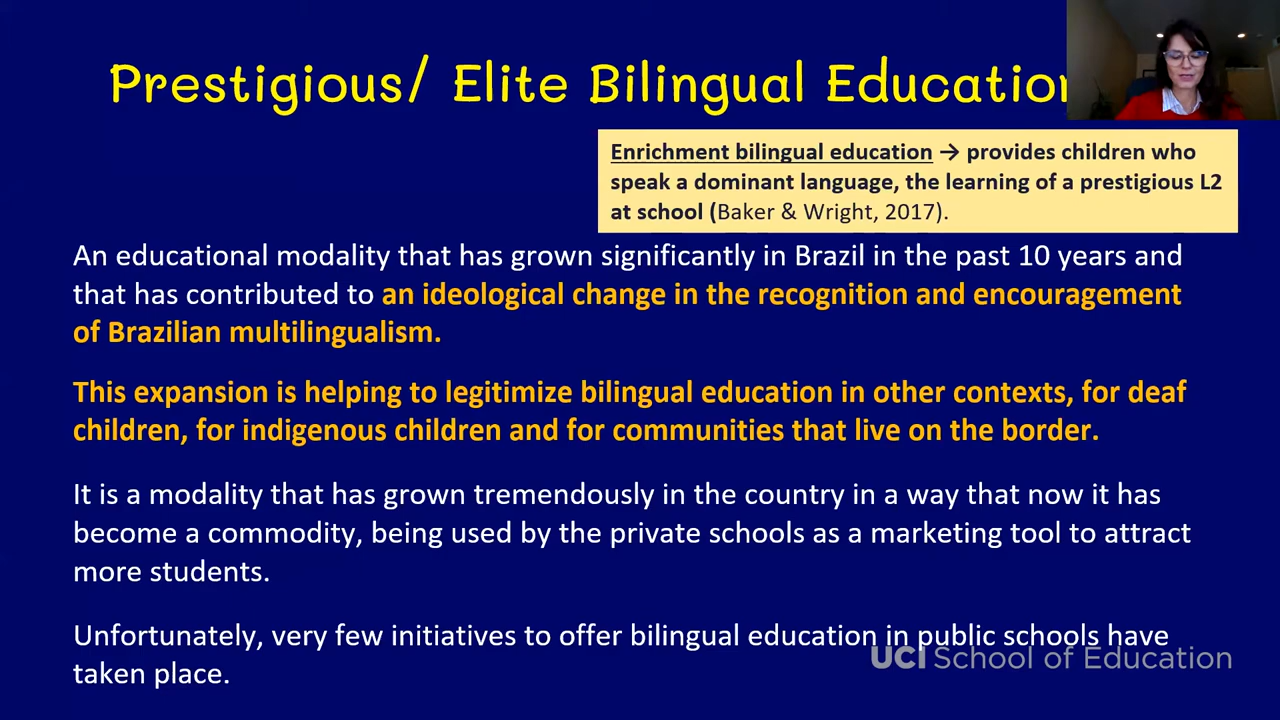 Prestigious/ Elite Bilingual Education
Enrichment bilingual education → provides children who
speak a dominant language, the learning of a prestigious L2
at school (Baker & Wright, 2017).
An educational modality that has grown significantly in Brazil in the past 10 years and
that has contributed to an ideological change in the recognition and encouragement
of Brazilian multilingualism.
This expansion is helping to legitimize bilingual education in other contexts, for deaf
children, for indigenous children and for communities that live on the border.
It is a modality that has grown tremendously in the country in a way that now it has
become a commodity, being used by the private schools as a marketing tool to attract
more students.
Unfortunately, very few initiatives to offer bilingual education in public schools have
taken place.
UCI School of Education